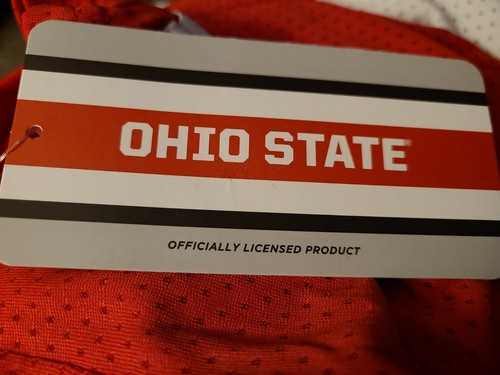 OHIO STATE
OFFICIALLY LICENSED PRODUCT